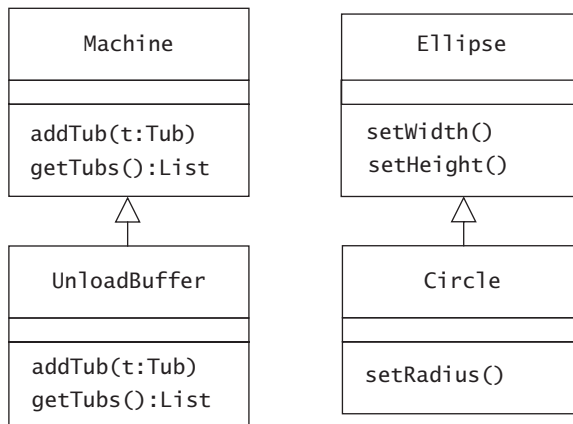 Machine
addTub(t:Tub)
getTubs():List
UnloadBuffer
addTub(t:Tub)
getTubs():List
Ellipse
setWidth()
setHeight()
Circle
setRadius()